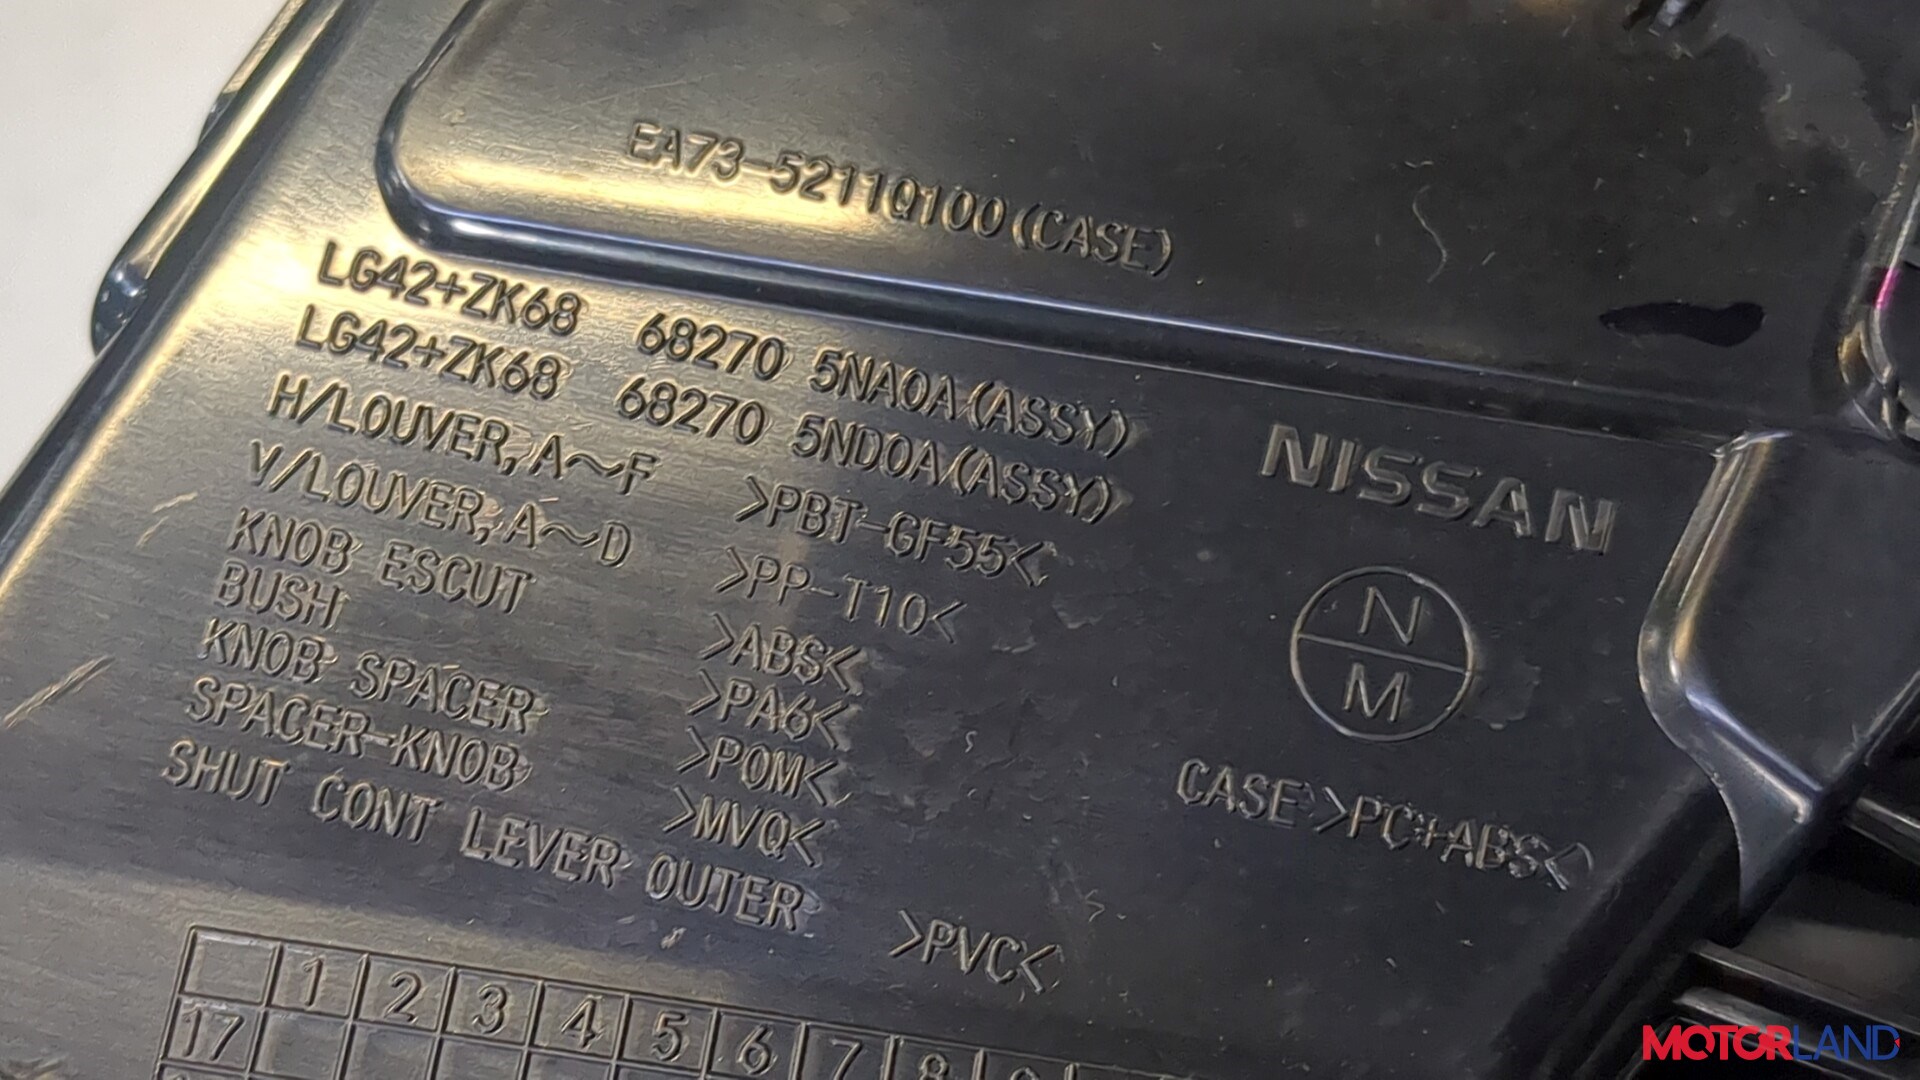 EA73-5211Q100(CASE)
LG42+ZK68 68270 5NA0A(ASSY)
LG42+ZK68 68270 5ND0A(ASSY)
H/LOUVER,A~F >PBT-GF55<
V/LOUVER,A~D >PP-T10<
KNOB ESCUT >ABS<
BUSH >PA6<
KNOB SPACER >POM<
SPACER-KNOB >MVQ<
SHUT CONT LEVER OUTER >PVC<
NISSAN
N
M
CASE >PC+ABS<
1 2 3 4 5 6 7 8
17
MOTORLAND